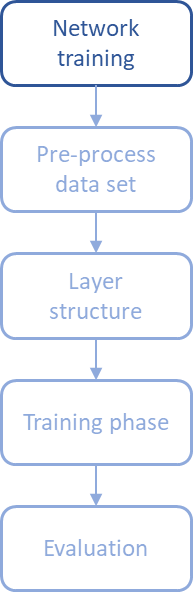 Network
training
Pre-process
data set
Layer
structure
Training phase
Evaluation